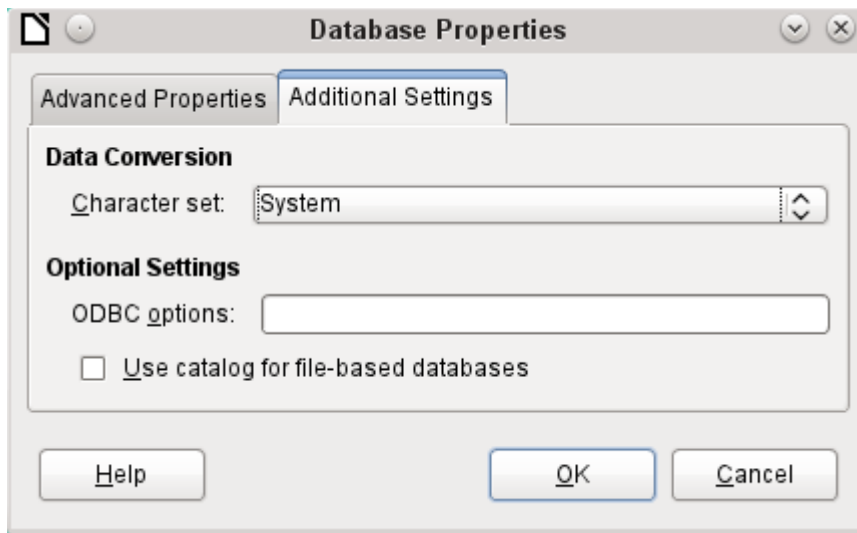 Database Properties
Advanced Properties Additional Settings
Data Conversion
Character set: System
Optional Settings
ODBC options:
Use catalog for file-based databases
Help OK Cancel